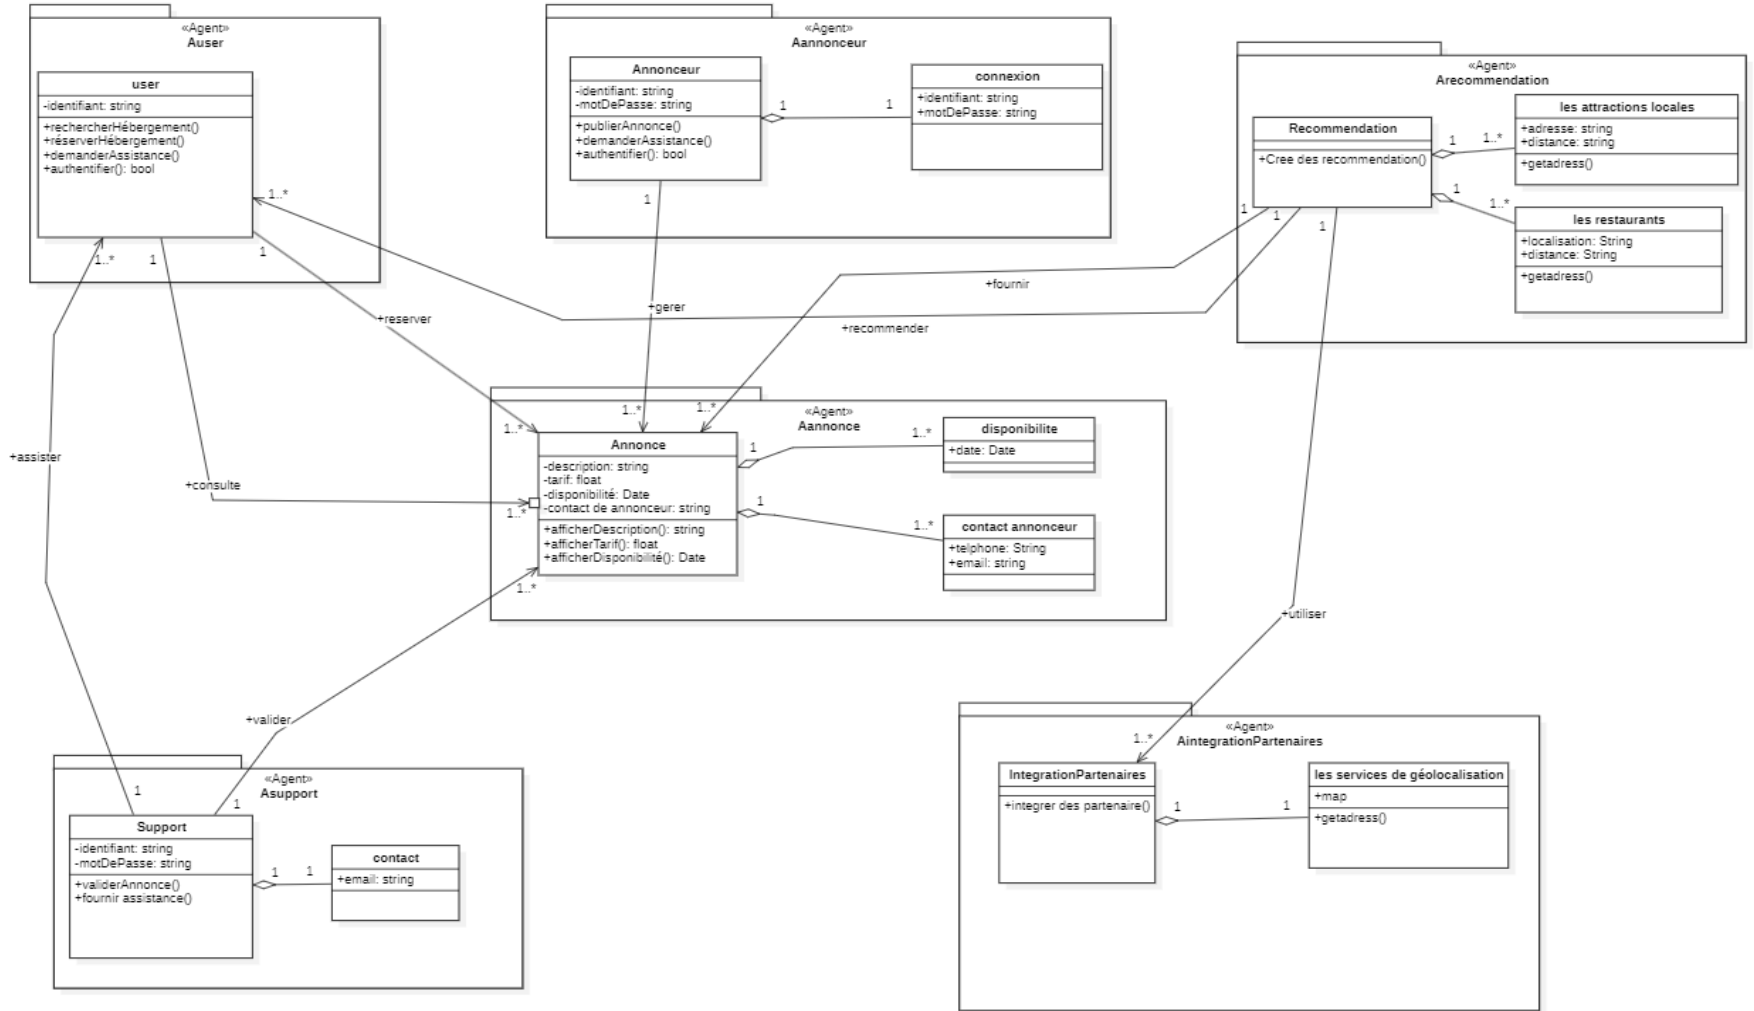 «Agent»
Auser
user
-identifiant: string
+rechercherHébergement()
+réserverHébergement()
+demanderAssistance()
+authentifier(): bool
1..*
1..*
1
1
«Agent»
Aannonceur
Annonceur
-identifiant: string
-motDePasse: string
+publierAnnonce()
+demanderAssistance()
+authentifier(): bool
1
1
connexion
+identifiant: string
+motDePasse: string
1
«Agent»
Arecommendation
Recommendation
+Cree des recommendation()
1
1..*
les attractions locales
+adresse: string
+distance: string
+getadress()
1
1..*
les restaurants
+localisation: String
+distance: String
+getadress()
1
1
1
+fournir
+gerer
+reserver
+recommender
+assister
+consulte
1..*
1..*
1..*
1..*
1..*
«Agent»
Aannonce
Annonce
-description: string
-tarif: float
-disponibilité: Date
-contact de annonceur: string
+afficherDescription(): string
+afficherTarif(): float
+afficherDisponibilité(): Date
1
1..*
disponibilite
+date: Date
1
1..*
contact annonceur
+telphone: String
+email: string
+utiliser
+valider
1..*
«Agent»
Asupport
1
1
Support
-identifiant: string
-motDePasse: string
+validerAnnonce()
+fournir assistance()
1
1
contact
+email: string
«Agent»
AintegrationPartenaires
IntegrationPartenaires
+integrer des partenaire()
1
1
les services de géolocalisation
+map
+getadress()